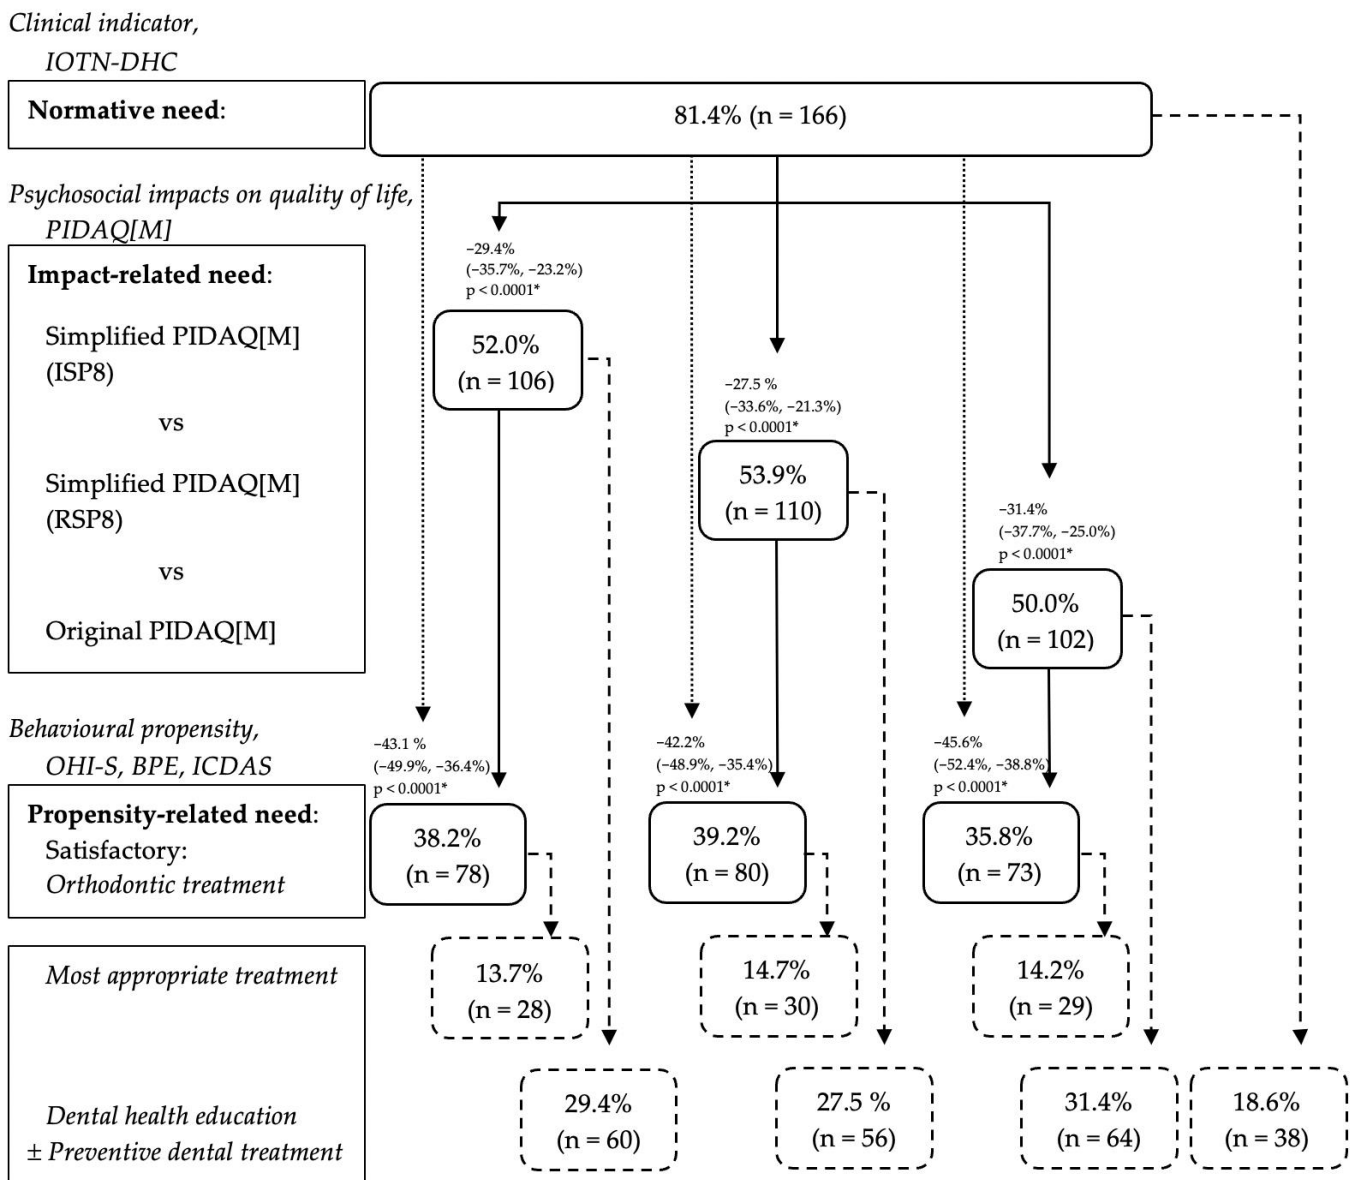 Clinical indicator,
IOTN-DHC
Normative need:
81.4% (n = 166)
Psychosocial impacts on quality of life,
PIDAQ[M]
Impact-related need:
Simplified PIDAQ[M]
(ISP8)
vs
Simplified PIDAQ[M]
(RSP8)
vs
Original PIDAQ[M]
−29.4%
(−35.7%, −23.2%)
p < 0.0001*
52.0%
(n = 106)
−27.5 %
(−33.6%, −21.3%)
p < 0.0001*
53.9%
(n = 110)
−31.4%
(−37.7%, −25.0%)
p < 0.0001*
50.0%
(n = 102)
Behavioural propensity,
OHI-S, BPE, ICDAS
Propensity-related need:
Satisfactory:
Orthodontic treatment
−43.1 %
(−49.9%, −36.4%)
p < 0.0001*
38.2%
(n = 78)
−42.2%
(−48.9%, −35.4%)
p < 0.0001*
39.2%
(n = 80)
−45.6%
(−52.4%, −38.8%)
p < 0.0001*
35.8%
(n = 73)
Most appropriate treatment
13.7%
(n = 28)
14.7%
(n = 30)
14.2%
(n = 29)
Dental health education
± Preventive dental treatment
29.4%
(n = 60)
27.5 %
(n = 56)
31.4%
(n = 64)
18.6%
(n = 38)